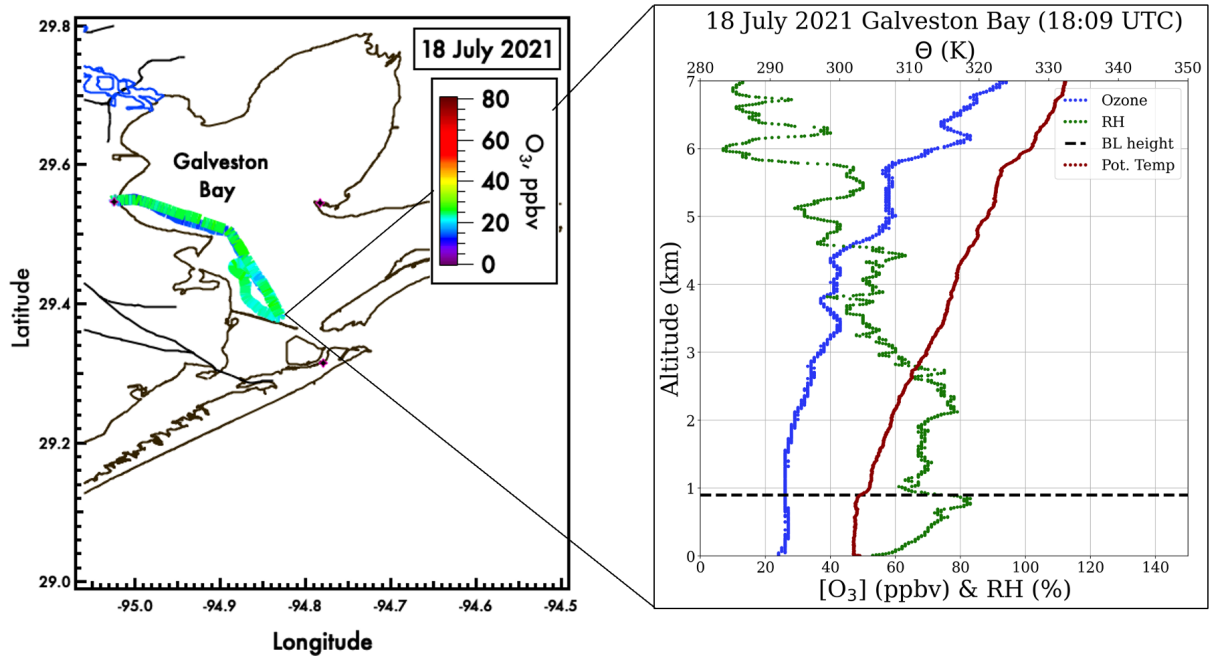 29.8
29.6
29.4
29.2
29.0
Latitude
-95.0
-94.9
-94.8
-94.7
-94.6
-94.5
Longitude
18 July 2021
80
60
40
20
0
O3, ppbv
Galveston
Bay
18 July 2021 Galveston Bay (18:09 UTC)
Θ (K)
280 290 300 310 320 330 340 350
7
6
5
4
3
2
1
0
Altitude (km)
Ozone
RH
BL height
Pot. Temp
0 20 40 60 80 100 120 140
[O₃] (ppbv) & RH (%)